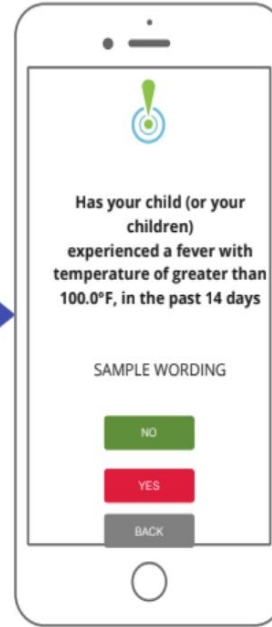 Has your child (or your
children)
experienced a fever with
temperature of greater than
100.0°F, in the past 14 days
SAMPLE WORDING
NO
YES
BACK